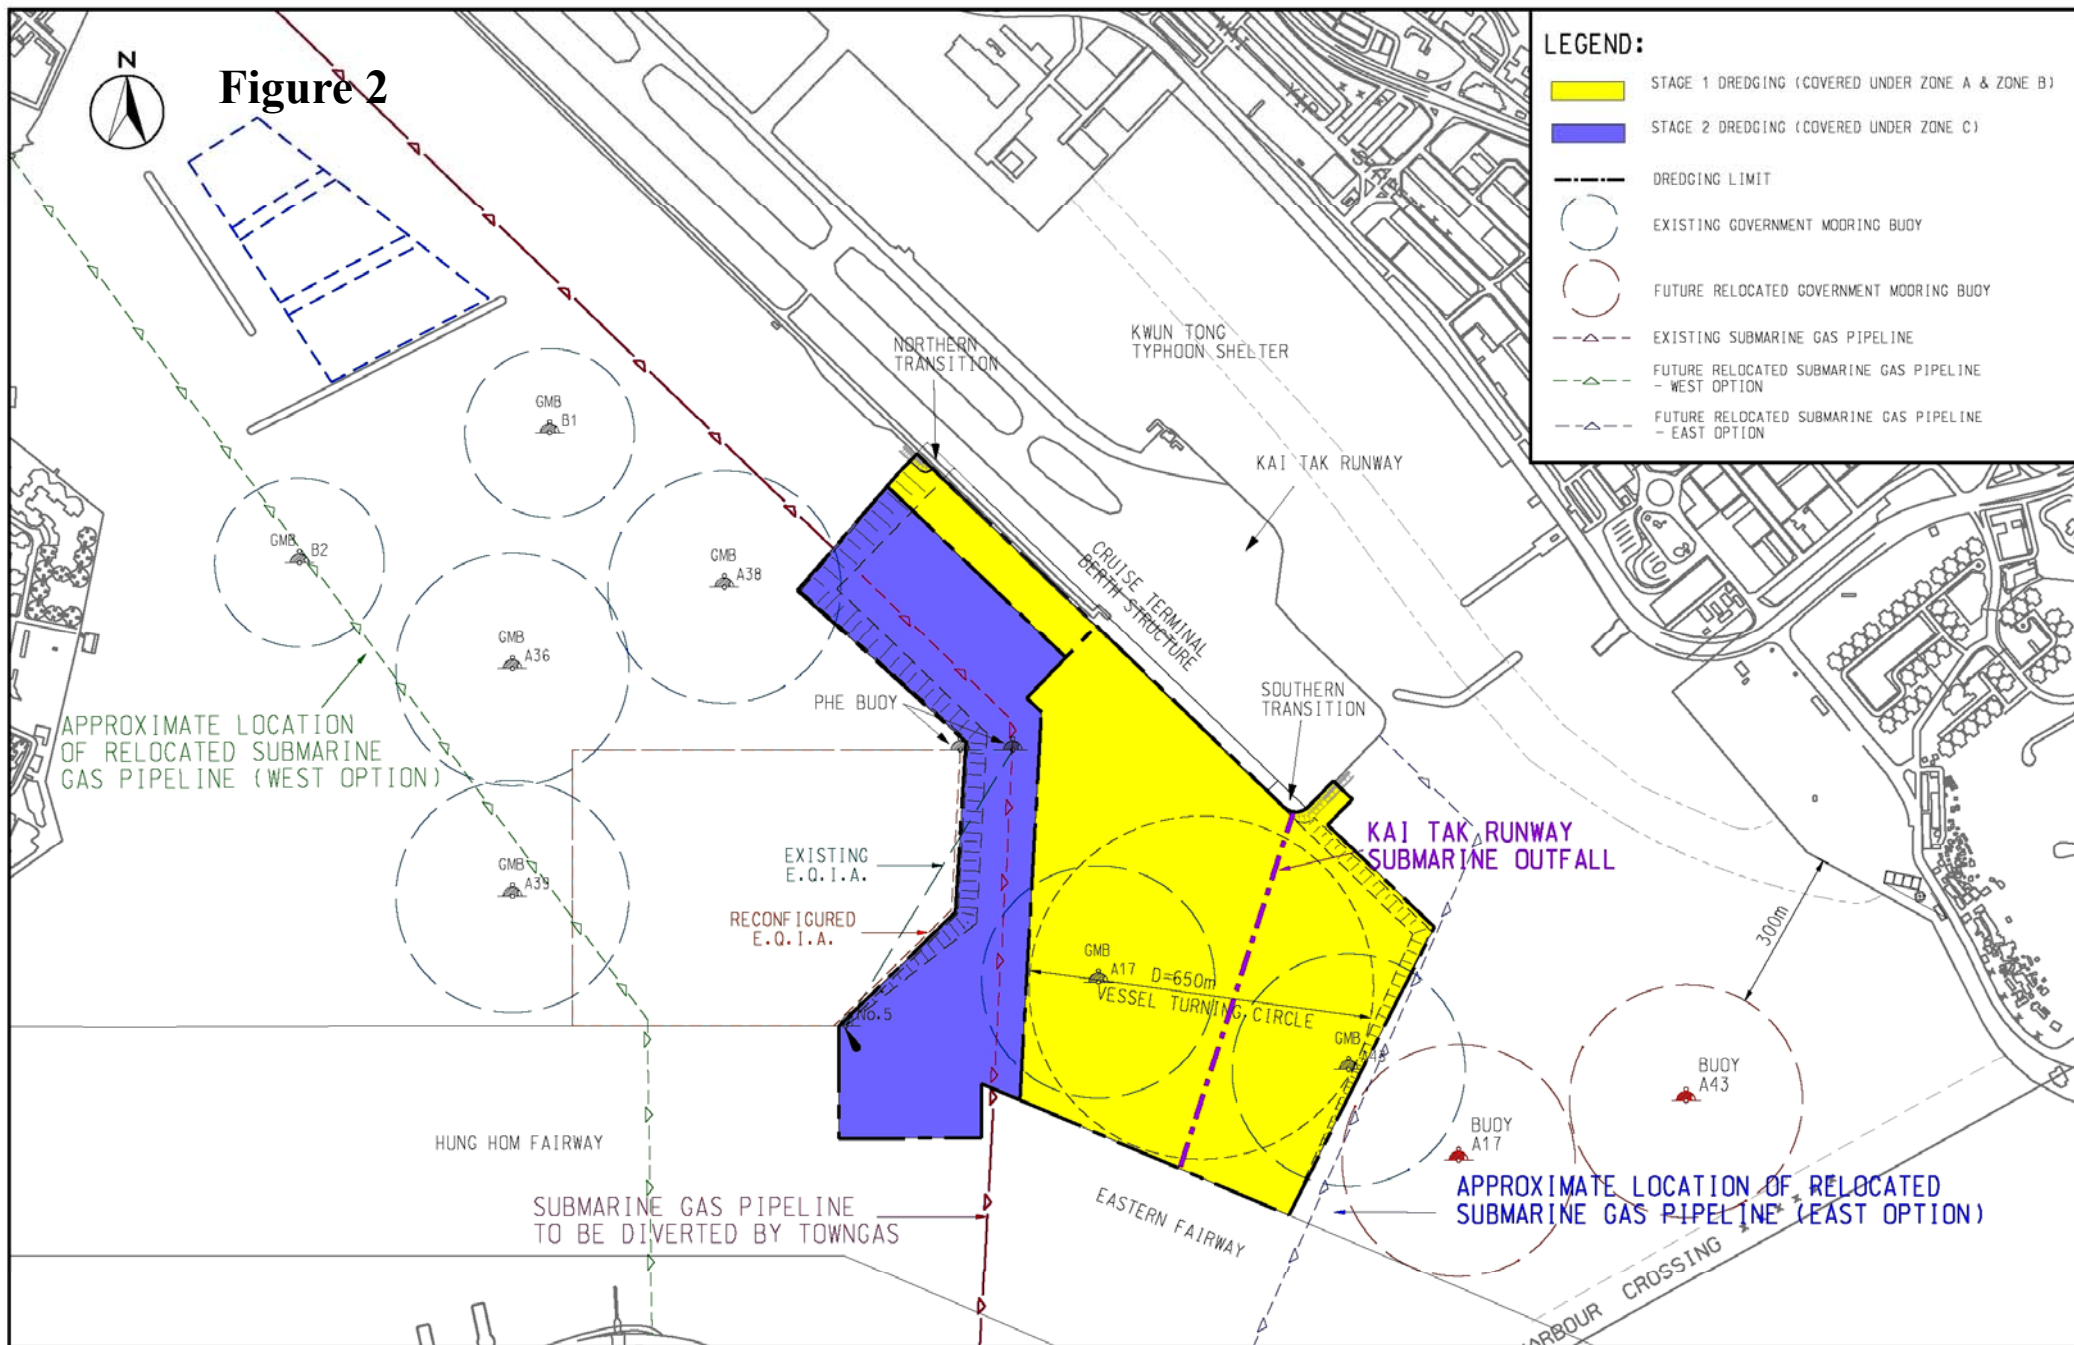 N
Figure 2
LEGEND:
STAGE 1 DREDGING (COVERED UNDER ZONE A & ZONE B)
STAGE 2 DREDGING (COVERED UNDER ZONE C)
DREDGING LIMIT
EXISTING GOVERNMENT MOORING BUOY
FUTURE RELOCATED GOVERNMENT MOORING BUOY
EXISTING SUBMARINE GAS PIPELINE
FUTURE RELOCATED SUBMARINE GAS PIPELINE
- WEST OPTION
FUTURE RELOCATED SUBMARINE GAS PIPELINE
- EAST OPTION
NORTHERN
TRANSITION
KWUN TONG
TYPHOON SHELTER
KAI TAK RUNWAY
GMB
B1
GMB
B2
GMB
A38
GMB
A36
CRUISE TERMINAL
BERTH STRUCTURE
SOUTHERN
TRANSITION
PHE BUOY
APPROXIMATE LOCATION
OF RELOCATED SUBMARINE
GAS PIPELINE (WEST OPTION)
GMB
A39
EXISTING
E.Q.I.A.
RECONFIGURED
E.Q.I.A.
KAI TAK RUNWAY
SUBMARINE OUTFALL
300m
GMB
A17
D=650m
VESSEL TURNING CIRCLE
GMB
No.5
BUOY
A43
BUOY
A17
HUNG HOM FAIRWAY
SUBMARINE GAS PIPELINE
TO BE DIVERTED BY TOWNGAS
EASTERN FAIRWAY
APPROXIMATE LOCATION OF RELOCATED
SUBMARINE GAS PIPELINE (EAST OPTION)
ARBOUR CROSSING